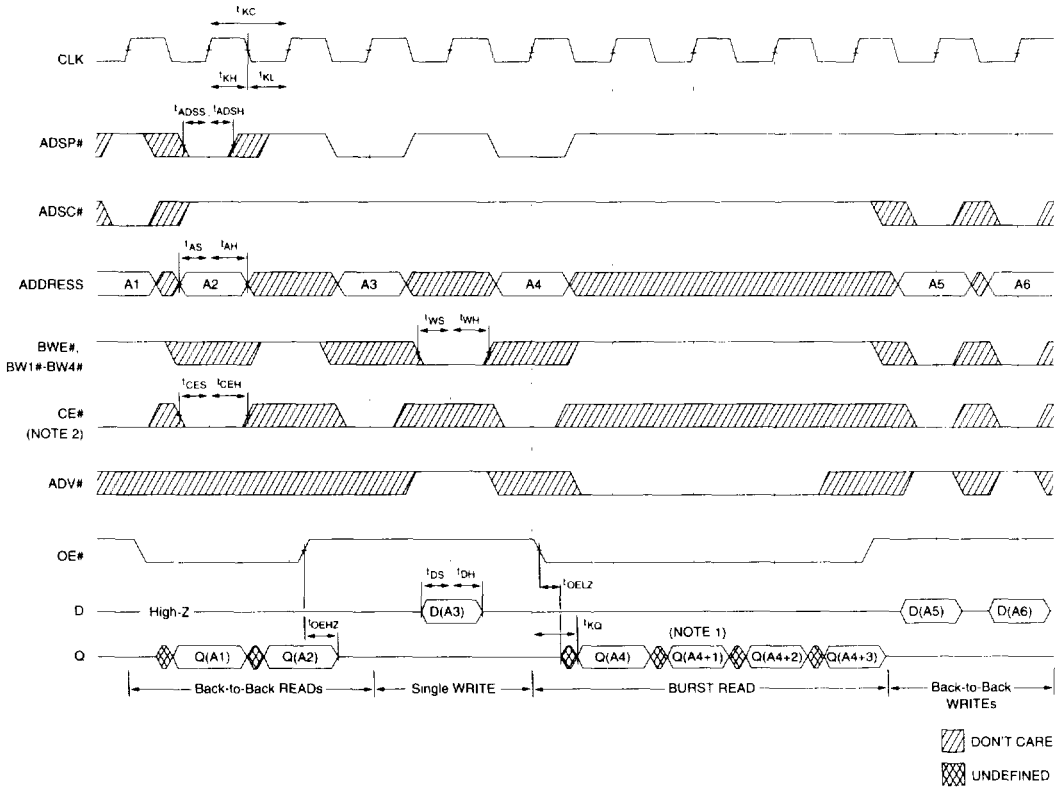 tKC
CLK
tKH tKL
tADSS, tADSH
ADSP#
ADSC#
tAS tAH
ADDRESS A1 A2 A3 A4 A5 A6
tWS tWH
BWE#,
BW1#-BW4#
tCES tCEH
CE#
(NOTE 2)
ADV#
OE#
tDS tDH tOELZ
D High-Z D(A3) D(A5) D(A6)
tOEHZ tKQ (NOTE 1)
Q Q(A1) Q(A2) Q(A4) Q(A4+1) Q(A4+2) Q(A4+3)
Back-to-Back READs Single WRITE BURST READ Back-to-Back
WRITEs
DON'T CARE
UNDEFINED